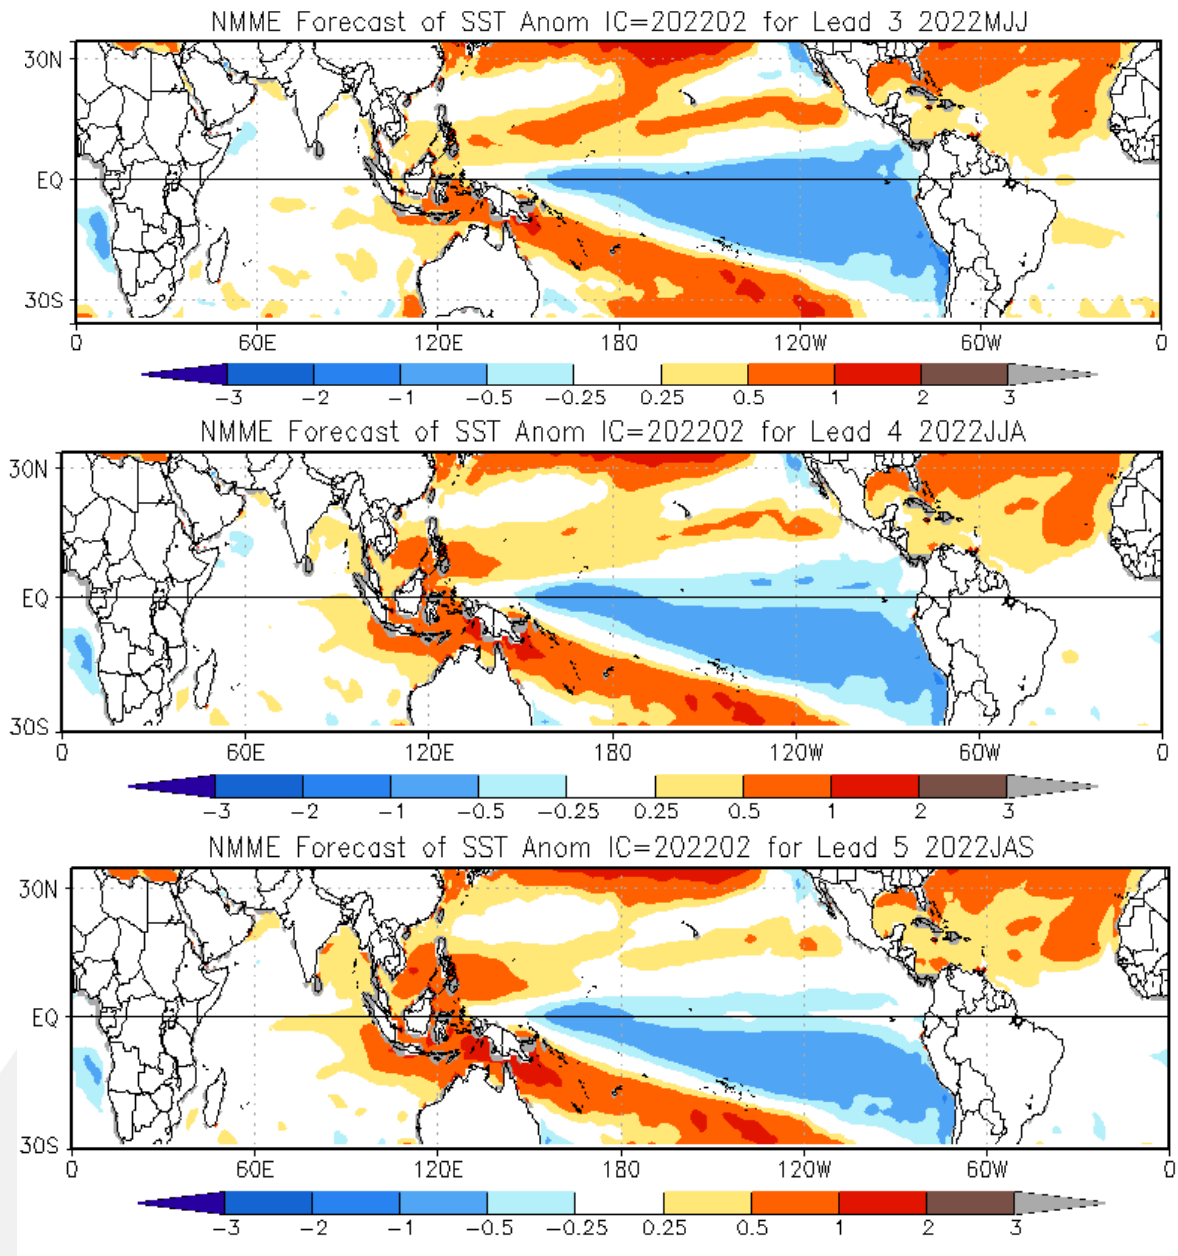 NMME Forecast of SST Anom IC=202202 for Lead 3 2022MJJ
30N
EQ
30S
0 60E 120E 180 120W 60W 0
−3 −2 −1 −0.5 −0.25 0.25 0.5 1 2 3
NMME Forecast of SST Anom IC=202202 for Lead 4 2022JJA
30N
EQ
30S
0 60E 120E 180 120W 60W 0
−3 −2 −1 −0.5 −0.25 0.25 0.5 1 2 3
NMME Forecast of SST Anom IC=202202 for Lead 5 2022JAS
30N
EQ
30S
0 60E 120E 180 120W 60W 0
−3 −2 −1 −0.5 −0.25 0.25 0.5 1 2 3